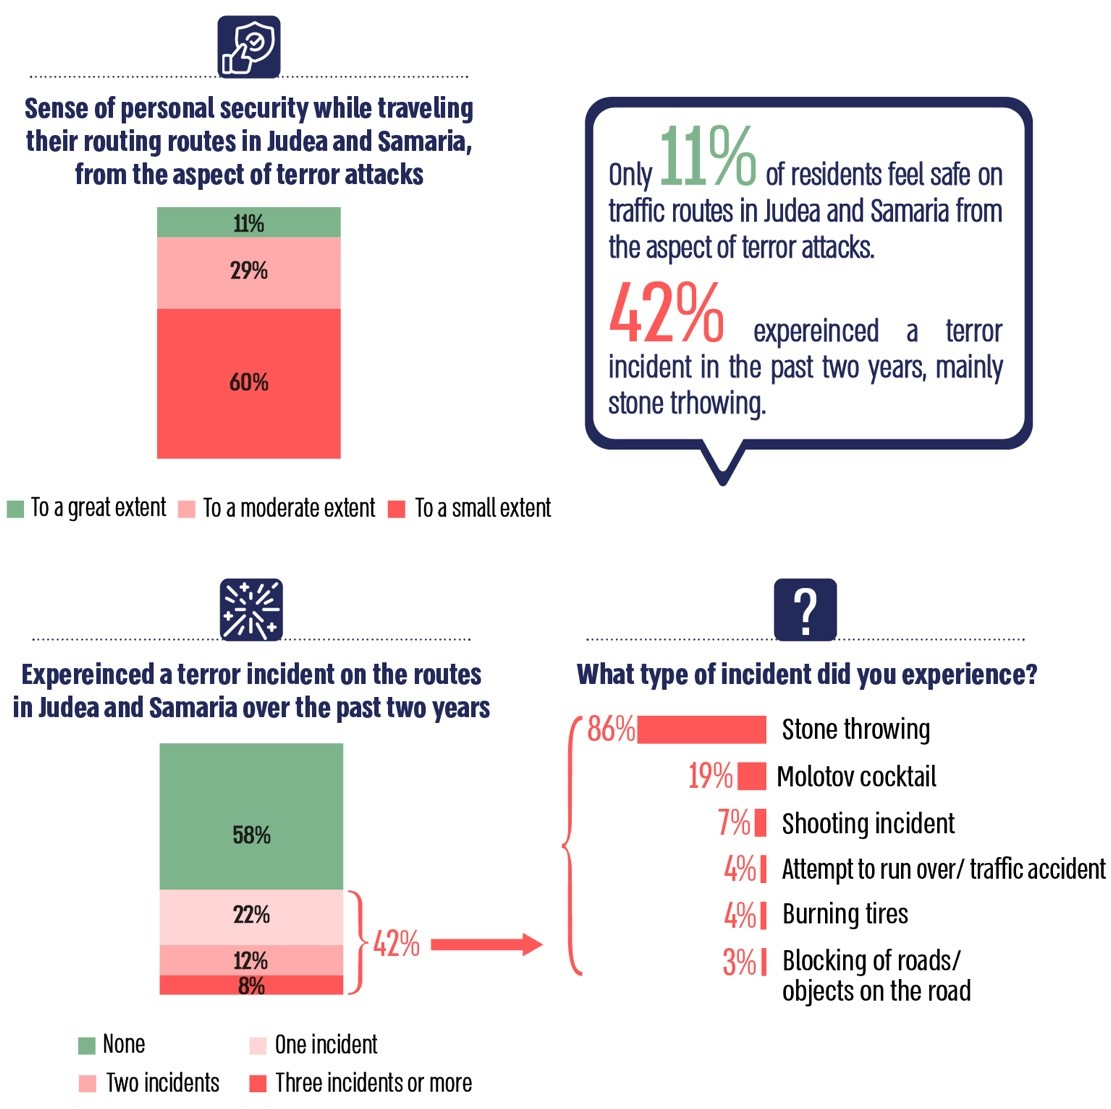 Sense of personal security while traveling
their routing routes in Judea and Samaria,
from the aspect of terror attacks
11%
29%
60%
To a great extent To a moderate extent To a small extent
Only 11% of residents feel safe on
traffic routes in Judea and Samaria from
the aspect of terror attacks.
42% expereinced a terror
incident in the past two years, mainly
stone trhowing.
Expereinced a terror incident on the routes
in Judea and Samaria over the past two years
58%
22%
12%
8%
42%
None One incident
Two incidents Three incidents or more
?
What type of incident did you experience?
86% Stone throwing
19% Molotov cocktail
7% Shooting incident
4% Attempt to run over/ traffic accident
4% Burning tires
3% Blocking of roads/
objects on the road